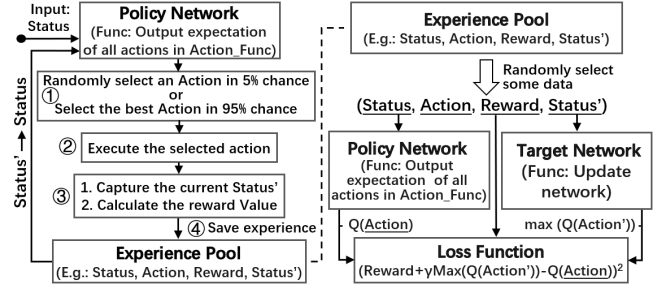 Input:
Status
Policy Network
(Func: Output expectation
of all actions in Action_Func)
Randomly select an Action in 5% chance
① or
Select the best Action in 95% chance
② Execute the selected action
③ 1. Capture the current Status'
2. Calculate the reward Value
④ Save experience
Experience Pool
(E.g.: Status, Action, Reward, Status')
Status' → Status
Experience Pool
(E.g.: Status, Action, Reward, Status')
Randomly select
some data
(Status, Action, Reward, Status')
Policy Network
(Func: Output
expectation of all
actions in Action_Func)
Target Network
(Func: Update
network)
Q(Action)
max (Q(Action'))
Loss Function
(Reward+γMax(Q(Action'))-Q(Action))²